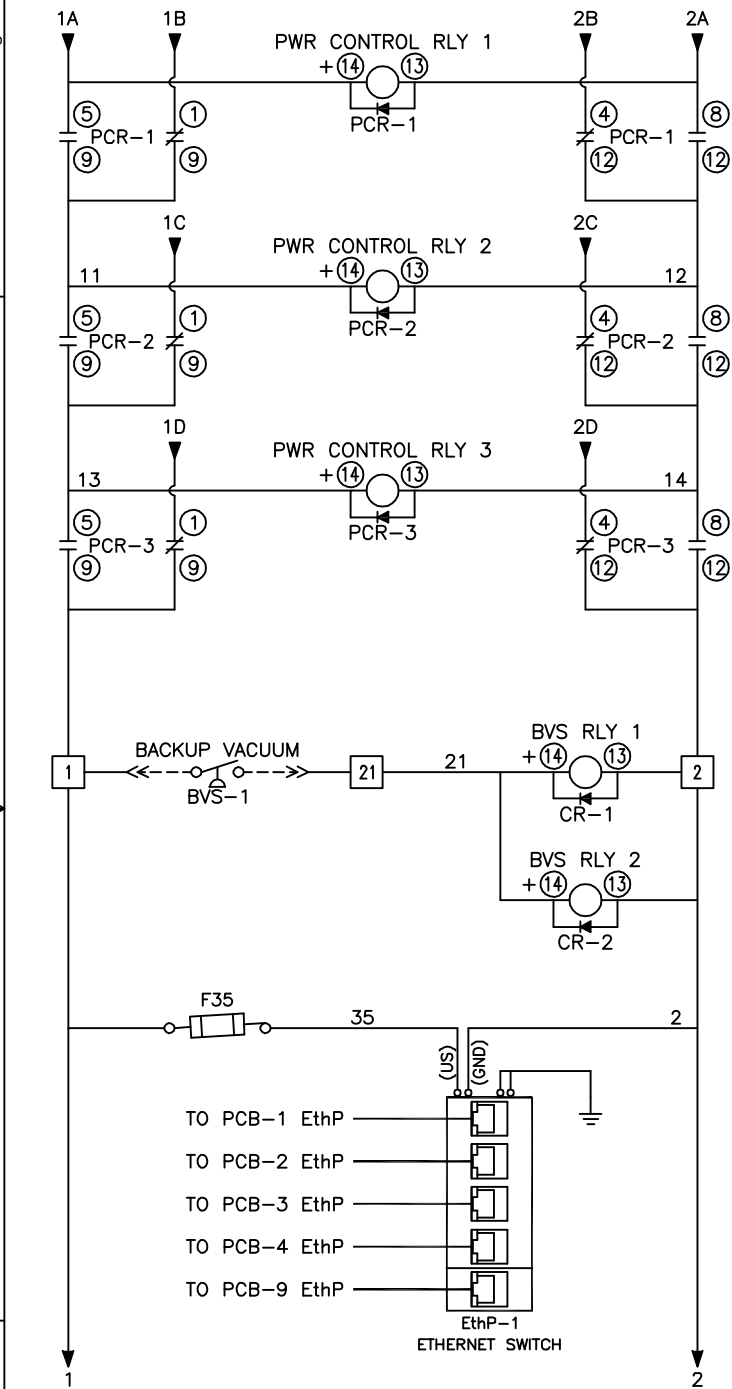 1A 1B 2B 2A
PWR CONTROL RLY 1
+ 14 13
PCR-1
5 PCR-1 1 4 PCR-1 8
9 9 12 12
1C 2C
PWR CONTROL RLY 2
11 + 14 13 12
PCR-2
5 PCR-2 1 4 PCR-2 8
9 9 12 12
1D 2D
PWR CONTROL RLY 3
13 + 14 13 14
PCR-3
5 PCR-3 1 4 PCR-3 8
9 9 12 12
BVS RLY 1
BACKUP VACUUM
+ 14 13
1 21 21 2
BVS-1
CR-1
BVS RLY 2
+ 14 13
CR-2
F35
35 2
(US) (GND)
TO PCB-1 EthP
TO PCB-2 EthP
TO PCB-3 EthP
TO PCB-4 EthP
TO PCB-9 EthP
EthP-1
ETHERNET SWITCH
1 2